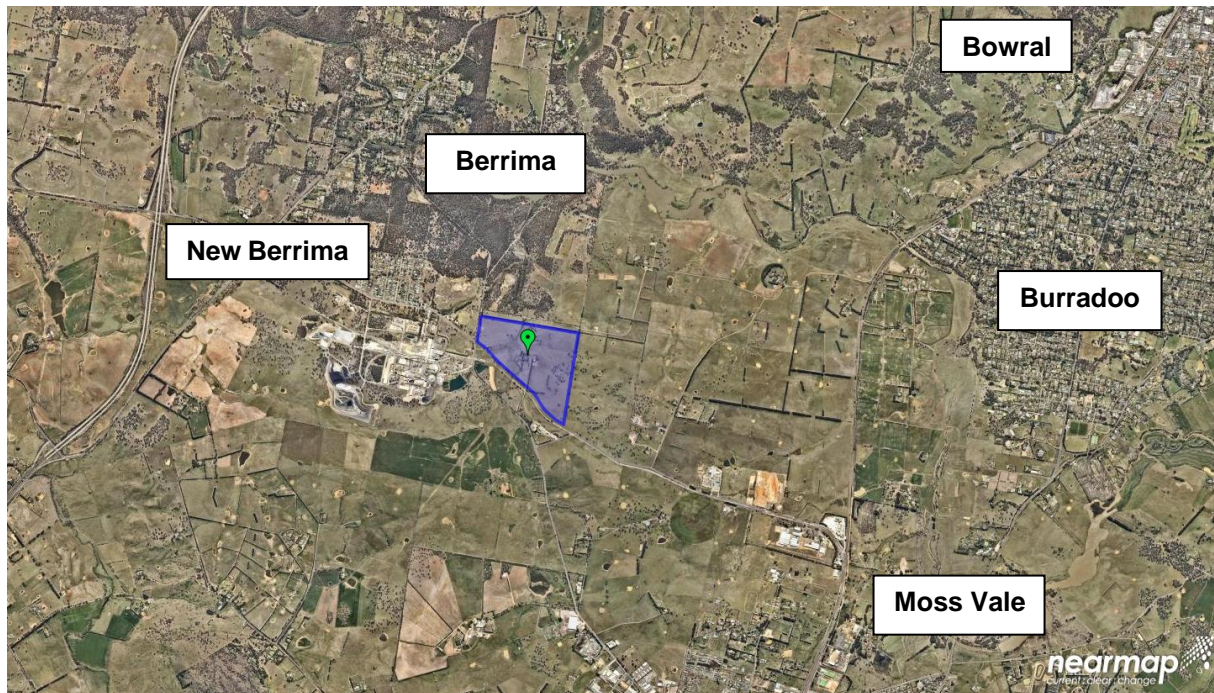 Bowral
Berrima
New Berrima
Burradoo
Moss Vale
nearmap
Current:clear:change